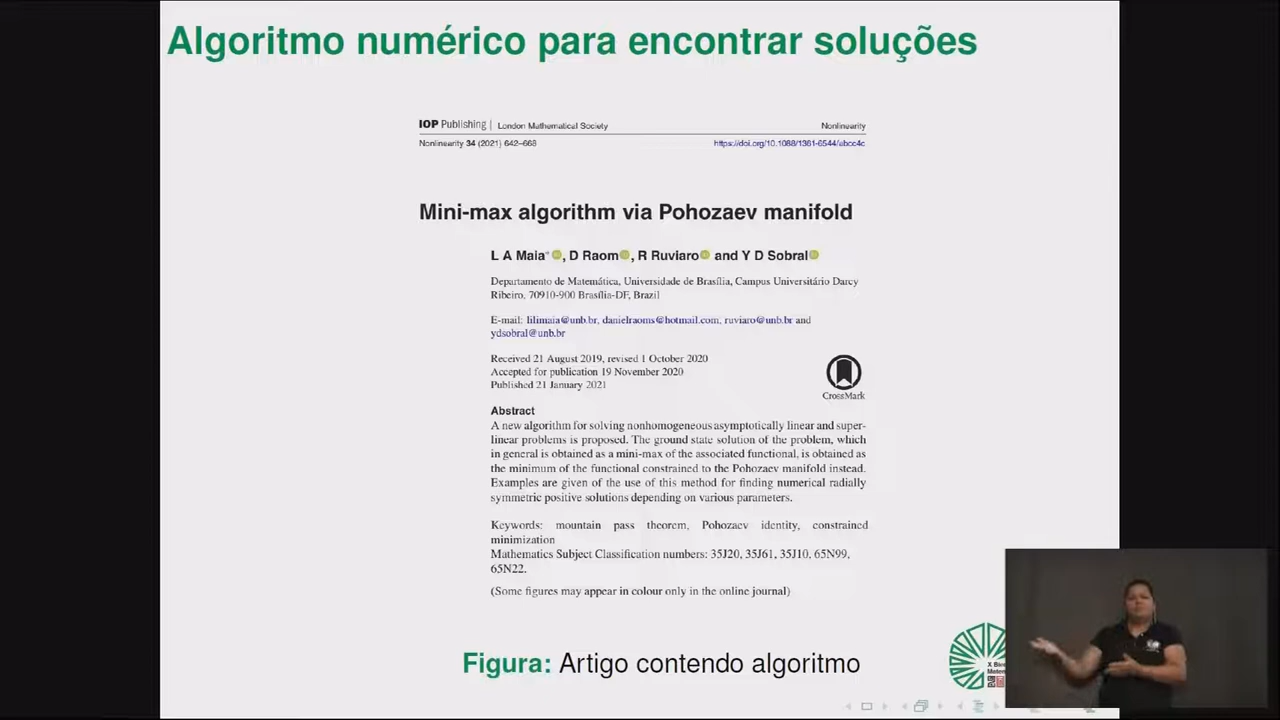 Algoritmo numérico para encontrar soluções
IOP Publishing | London Mathematical Society Nonlinearity
Nonlinearity 34 (2021) 642–668 https://doi.org/10.1088/1361-6544/abcc4c
Mini-max algorithm via Pohozaev manifold
L A Maia*, D Raom, R Ruviaro and Y D Sobral
Departamento de Matemática, Universidade de Brasília, Campus Universitário Darcy
Ribeiro, 70910-900 Brasília-DF, Brazil
E-mail: lilimaia@unb.br, danielraoms@hotmail.com, ruviaro@unb.br and
ydsobral@unb.br
Received 21 August 2019, revised 1 October 2020
Accepted for publication 19 November 2020
Published 21 January 2021
CrossMark
Abstract
A new algorithm for solving nonhomogeneous asymptotically linear and super-
linear problems is proposed. The ground state solution of the problem, which
in general is obtained as a mini-max of the associated functional, is obtained as
the minimum of the functional constrained to the Pohozaev manifold instead.
Examples are given of the use of this method for finding numerical radially
symmetric positive solutions depending on various parameters.
Keywords: mountain pass theorem, Pohozaev identity, constrained
minimization
Mathematics Subject Classification numbers: 35J20, 35J61, 35J10, 65N99,
65N22.
(Some figures may appear in colour only in the online journal)
Figura: Artigo contendo algoritmo